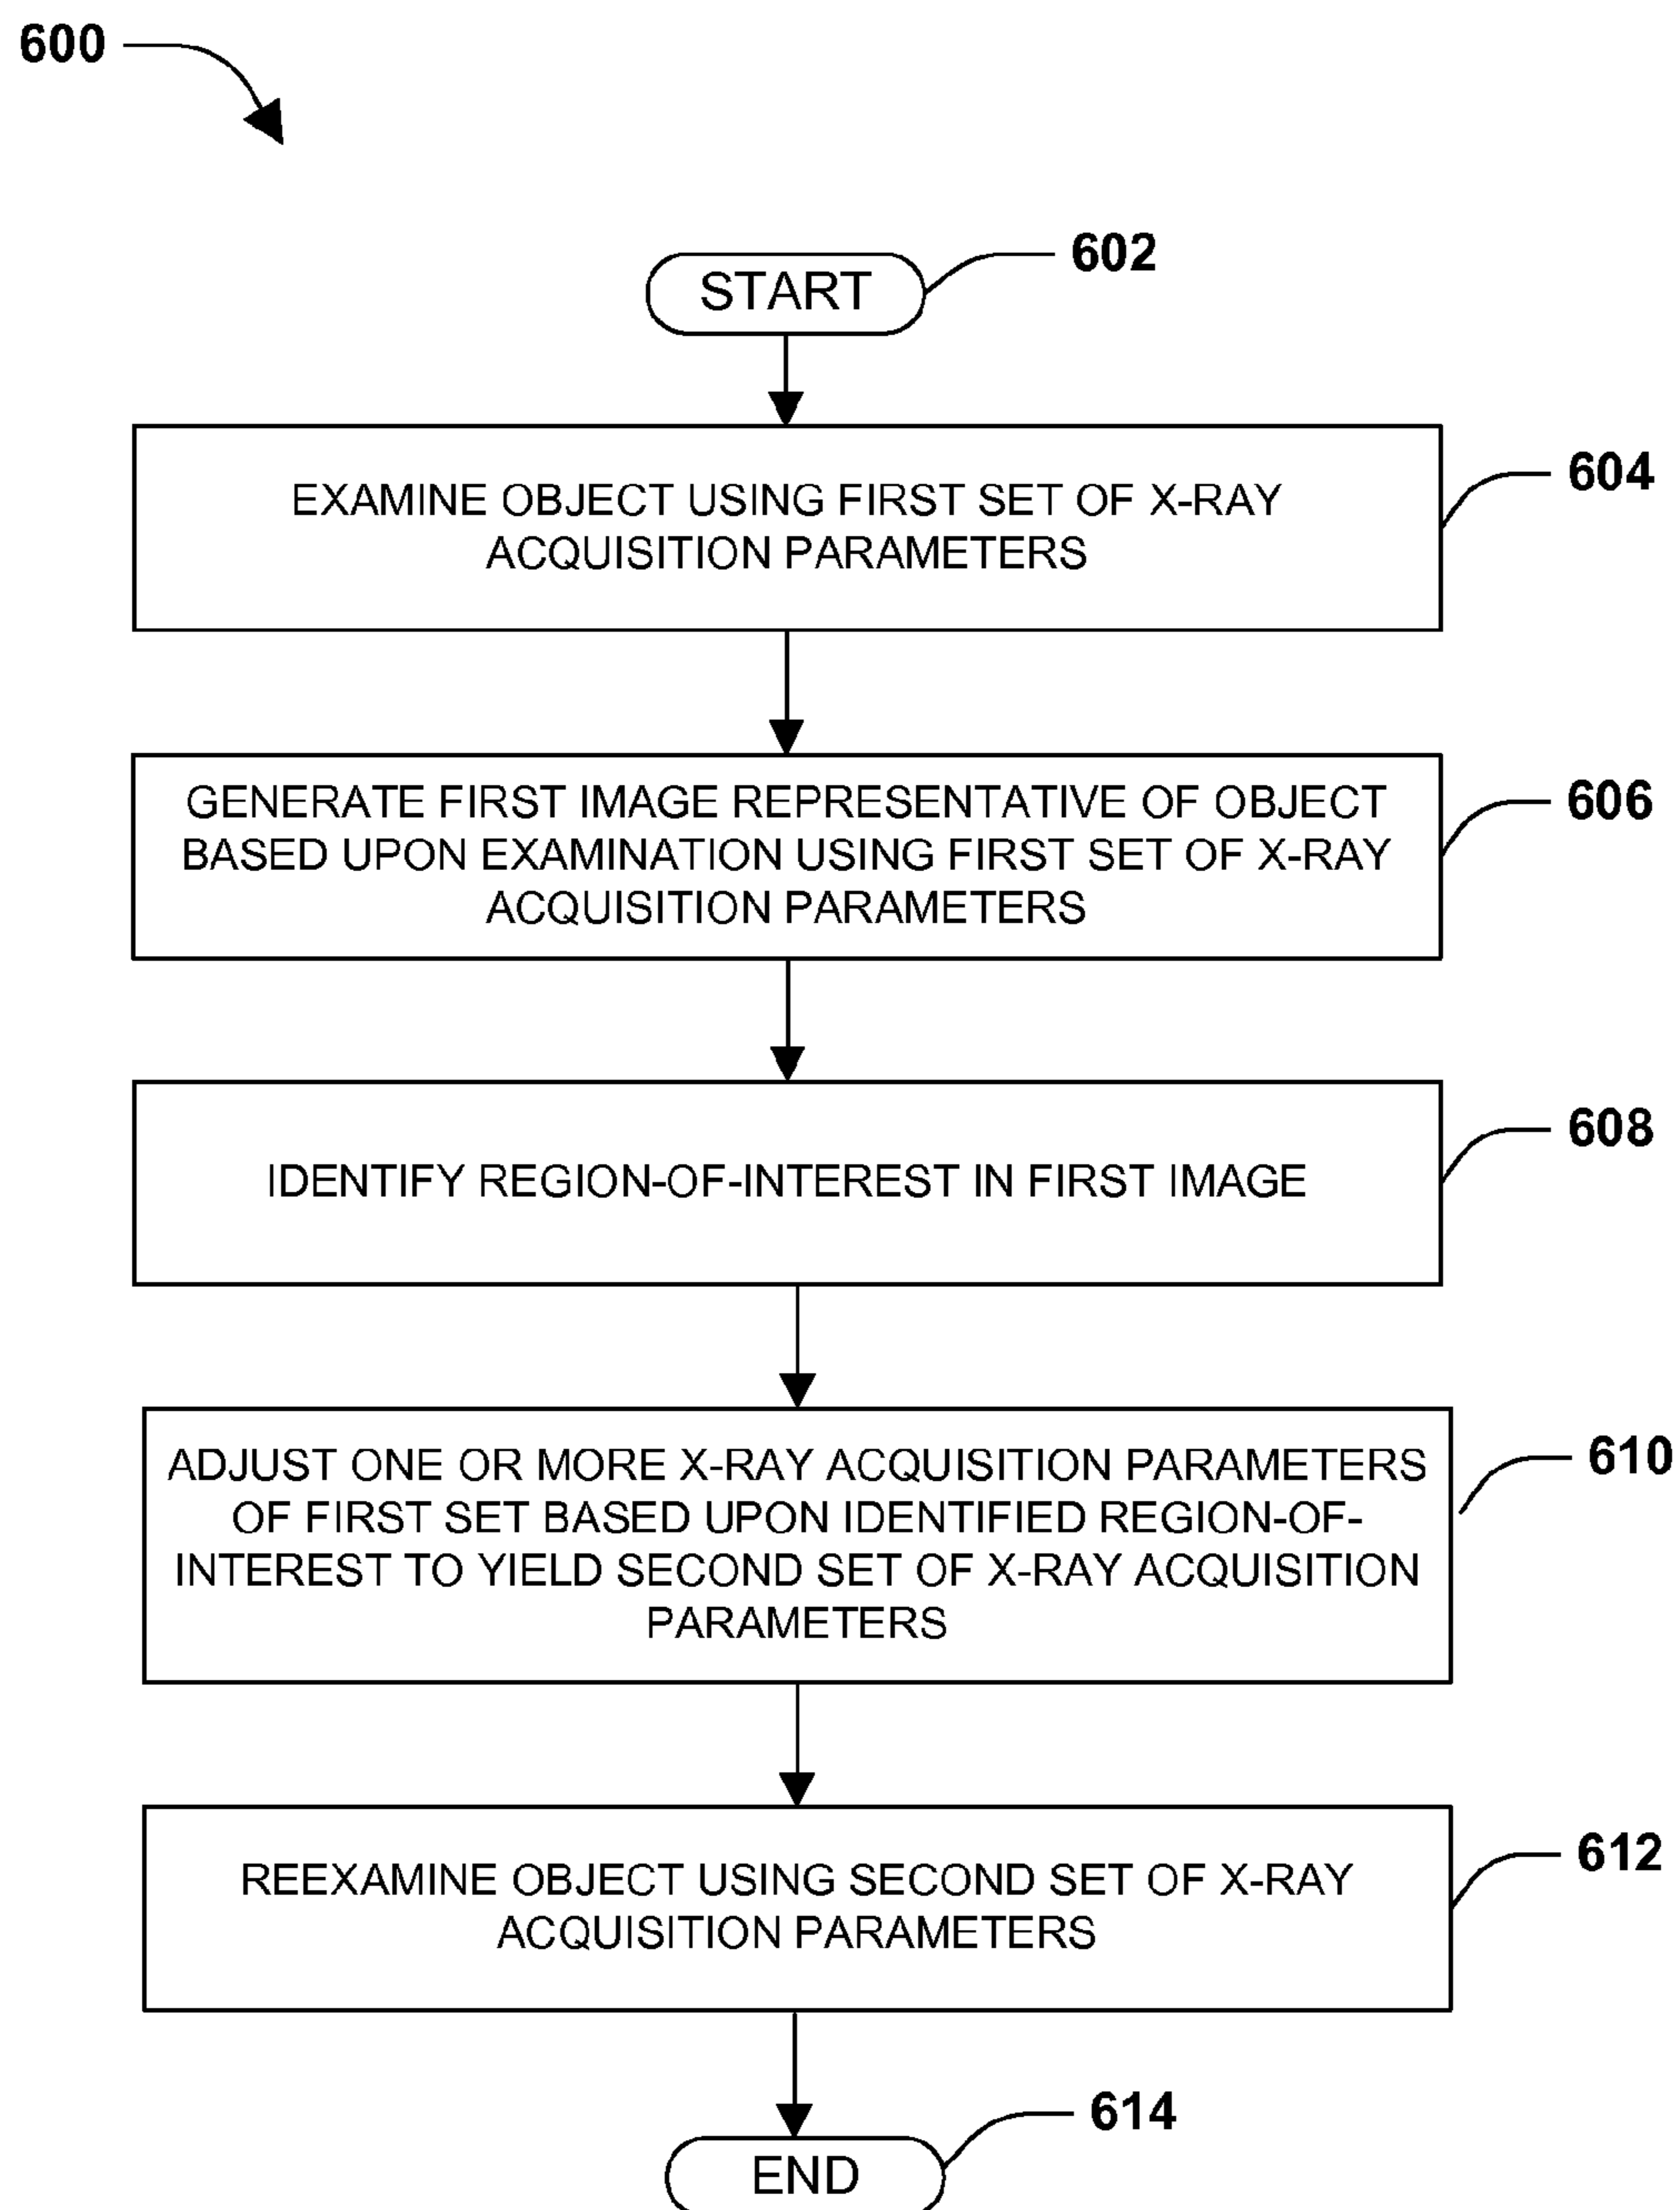 600
602
START
604
EXAMINE OBJECT USING FIRST SET OF X-RAY
ACQUISITION PARAMETERS
606
GENERATE FIRST IMAGE REPRESENTATIVE OF OBJECT
BASED UPON EXAMINATION USING FIRST SET OF X-RAY
ACQUISITION PARAMETERS
608
IDENTIFY REGION-OF-INTEREST IN FIRST IMAGE
610
ADJUST ONE OR MORE X-RAY ACQUISITION PARAMETERS
OF FIRST SET BASED UPON IDENTIFIED REGION-OF-
INTEREST TO YIELD SECOND SET OF X-RAY ACQUISITION
PARAMETERS
612
REEXAMINE OBJECT USING SECOND SET OF X-RAY
ACQUISITION PARAMETERS
614
END